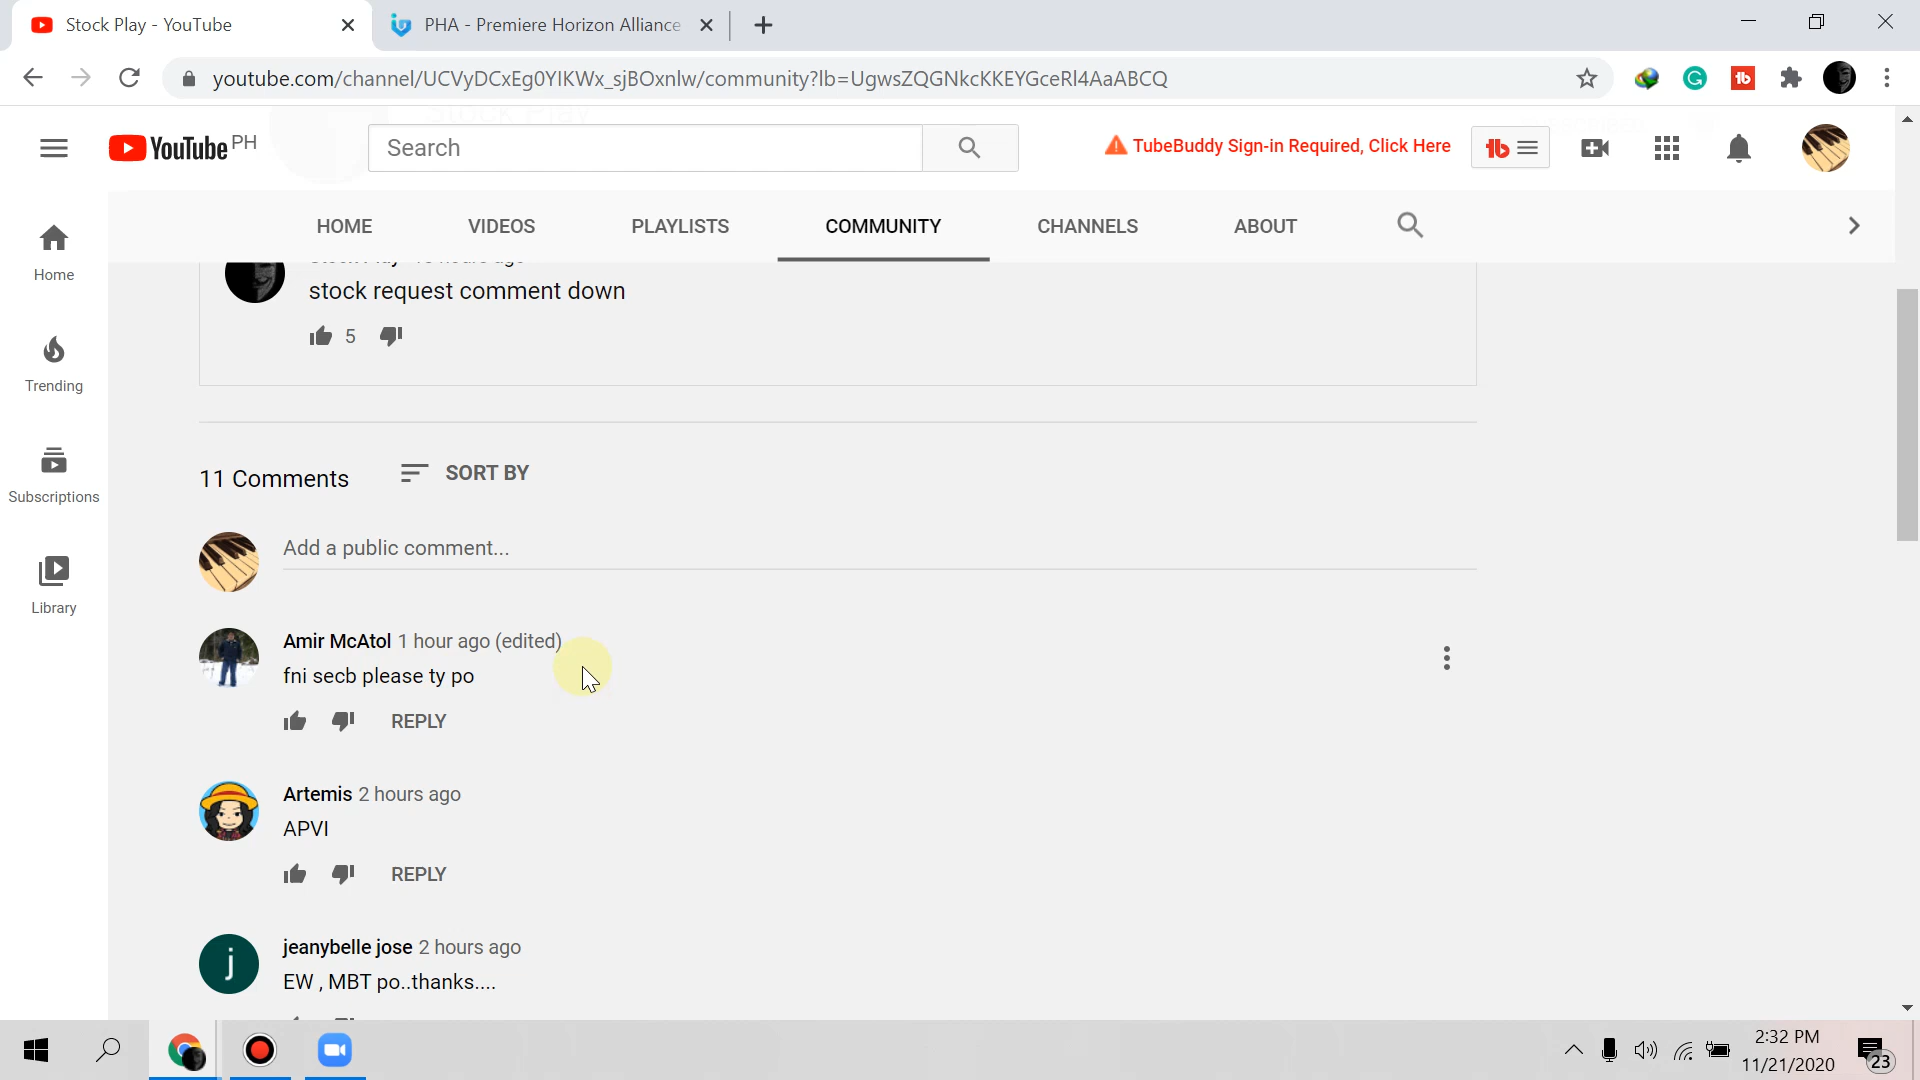 Stock Play - YouTube
PHA - Premiere Horizon Alliance
youtube.com/channel/UCVyDCxEg0YIKWx_sjBOxnlw/community?lb=UgwsZQGNkcKKEYGceRl4AaABCQ
YouTube PH
Search
TubeBuddy Sign-in Required, Click Here
HOME VIDEOS PLAYLISTS COMMUNITY CHANNELS ABOUT
Home
Trending
Subscriptions
Library
stock request comment down
5
11 Comments SORT BY
Add a public comment...
Amir McAtol 1 hour ago (edited)
fni secb please ty po
REPLY
Artemis 2 hours ago
APVI
REPLY
j
jeanybelle jose 2 hours ago
EW , MBT po..thanks....
2:32 PM
11/21/2020
23